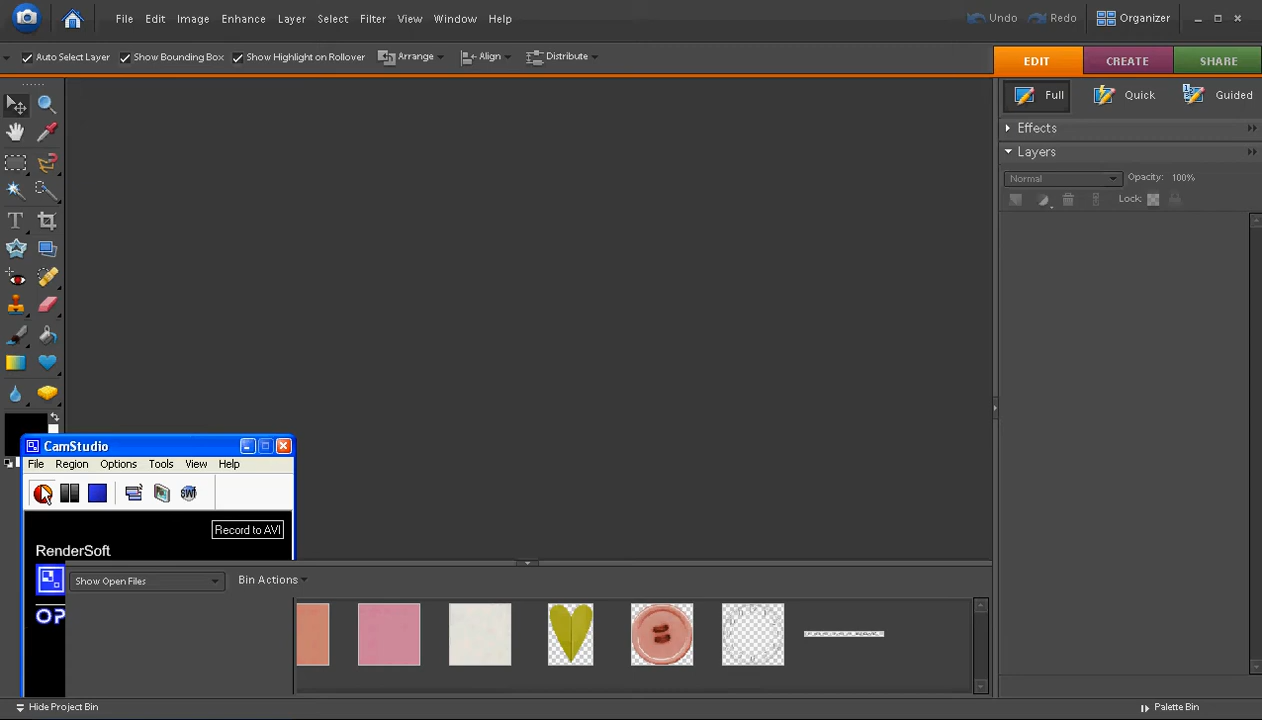 File Edit Image Enhance Layer Select Filter View Window Help Undo Redo Organizer
Auto Select Layer Show Bounding Box Show Highlight on Rollover Arrange Align Distribute EDIT CREATE SHARE
Full Quick Guided
Effects
Layers
Normal Opacity: 100%
Lock:
T
CamStudio
File Region Options Tools View Help
Record to AVI
RenderSoft
OP
Show Open Files Bin Actions
Hide Project Bin Palette Bin